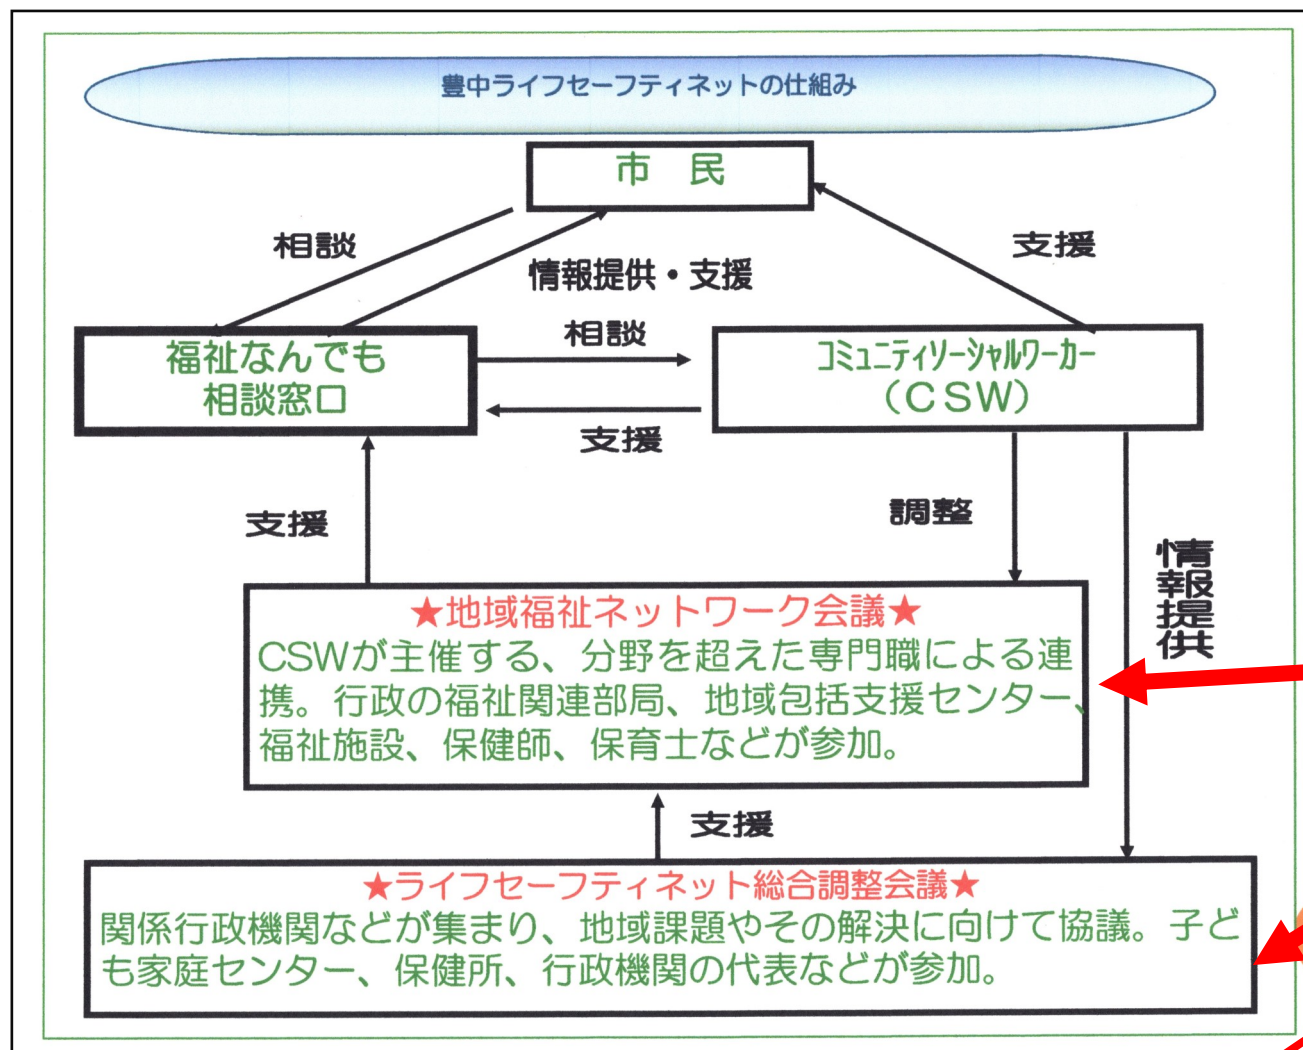 豊中ライフセーフティネットの仕組み
市 民
相談
支援
情報提供・支援
相談
福祉なんでも
相談窓口
コミュニティソーシャルワーカー
(CSW)
支援
調整
支援
情報提供
★地域福祉ネットワーク会議★
CSWが主催する、分野を超えた専門職による連
携。行政の福祉関連部局、地域包括支援センター、
福祉施設、保健師、保育士などが参加。
支援
★ライフセーフティネット総合調整会議★
関係行政機関などが集まり、地域課題やその解決に向けて協議。子ど
も家庭センター、保健所、行政機関の代表などが参加。